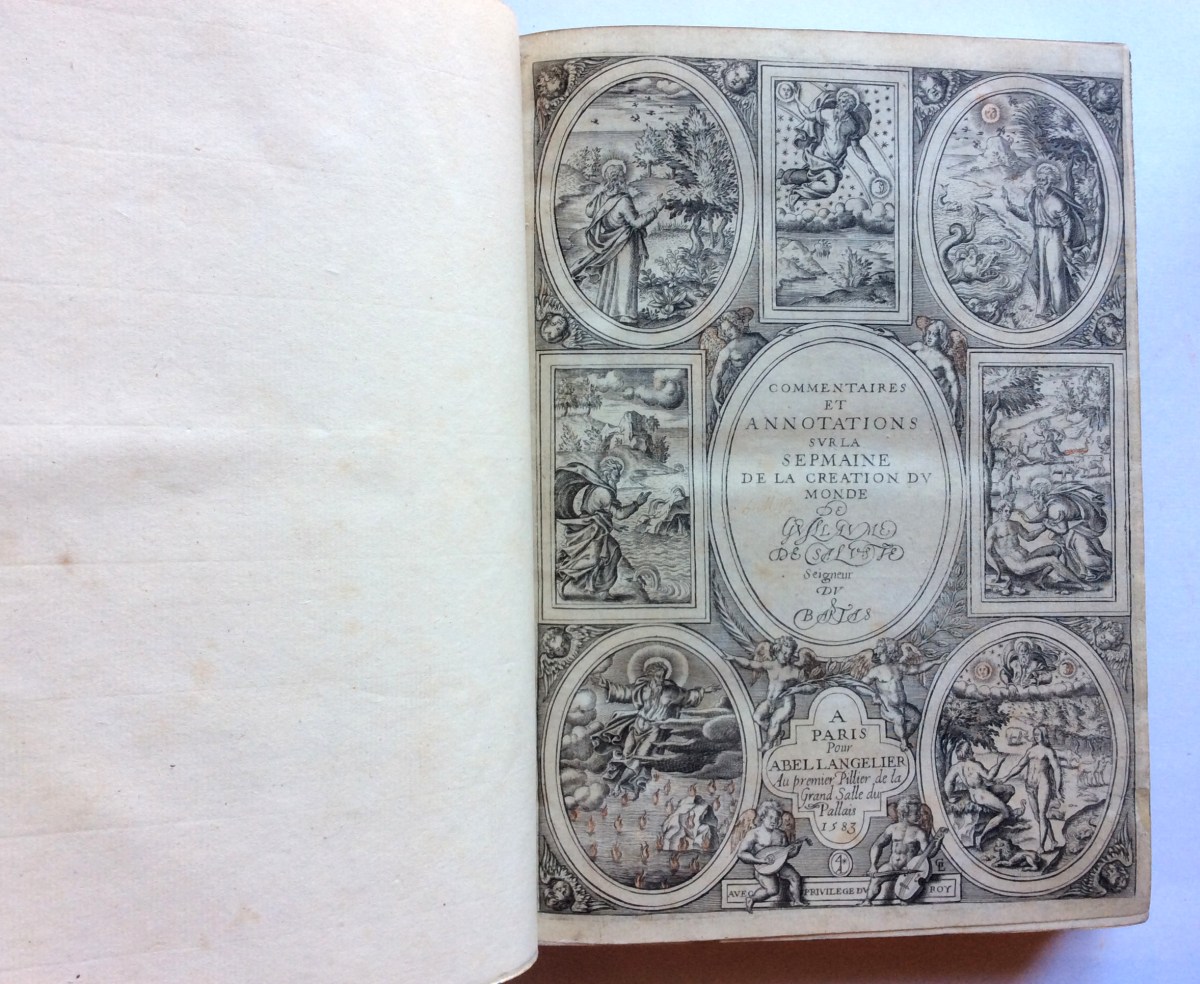 COMMENTAIRES
ET
ANNOTATIONS
SVR LA
SEPMAINE
DE LA CREATION DV
MONDE
DE
GVILLAVME
DE SALVSTE
Seigneur
DV
BARTAS
A
PARIS
Pour
ABEL LANGELIER
Au premier Pillier de la
Grand Salle du
Pallais
1583
AVEC PRIVILEGE DV ROY